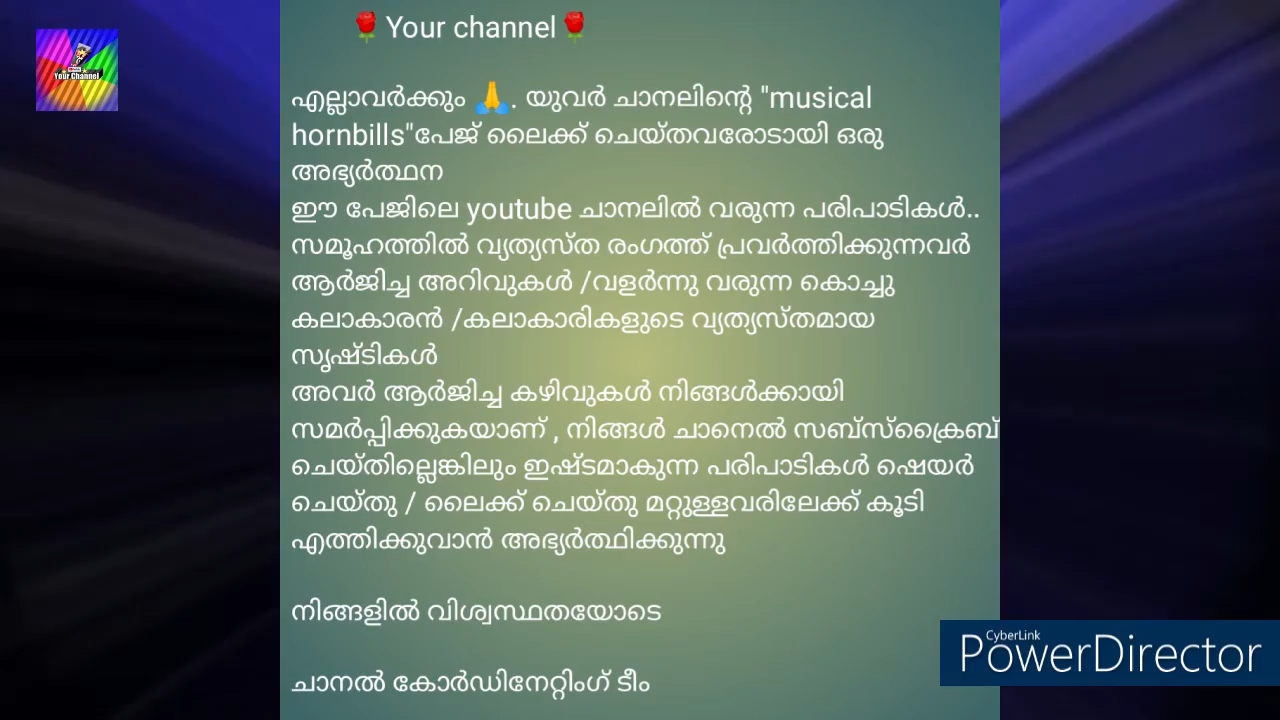 🌹Your channel🌹
എല്ലാവർക്കും 🙏. യുവർ ചാനലിന്റെ "musical
hornbills"പേജ് ലൈക്ക് ചെയ്തവരോടായി ഒരു
അഭ്യർത്ഥന
ഈ പേജിലെ youtube ചാനലിൽ വരുന്ന പരിപാടികൾ..
സമൂഹത്തിൽ വ്യത്യസ്ത രംഗത്ത് പ്രവർത്തിക്കുന്നവർ
ആർജിച്ച അറിവുകൾ /വളർന്നു വരുന്ന കൊച്ചു
കലാകാരൻ /കലാകാരികളുടെ വ്യത്യസ്തമായ
സൃഷ്ടികൾ
അവർ ആർജിച്ച കഴിവുകൾ നിങ്ങൾക്കായി
സമർപ്പിക്കുകയാണ് , നിങ്ങൾ ചാനെൽ സബ്സ്ക്രൈബ്
ചെയ്തില്ലെങ്കിലും ഇഷ്ടമാകുന്ന പരിപാടികൾ ഷെയർ
ചെയ്തു / ലൈക്ക് ചെയ്തു മറ്റുള്ളവരിലേക്ക് കൂടി
എത്തിക്കുവാൻ അഭ്യർത്ഥിക്കുന്നു
നിങ്ങളിൽ വിശ്വസ്ഥതയോടെ
ചാനൽ കോർഡിനേറ്റിംഗ് ടീം
Your Channel
CyberLink
PowerDirector